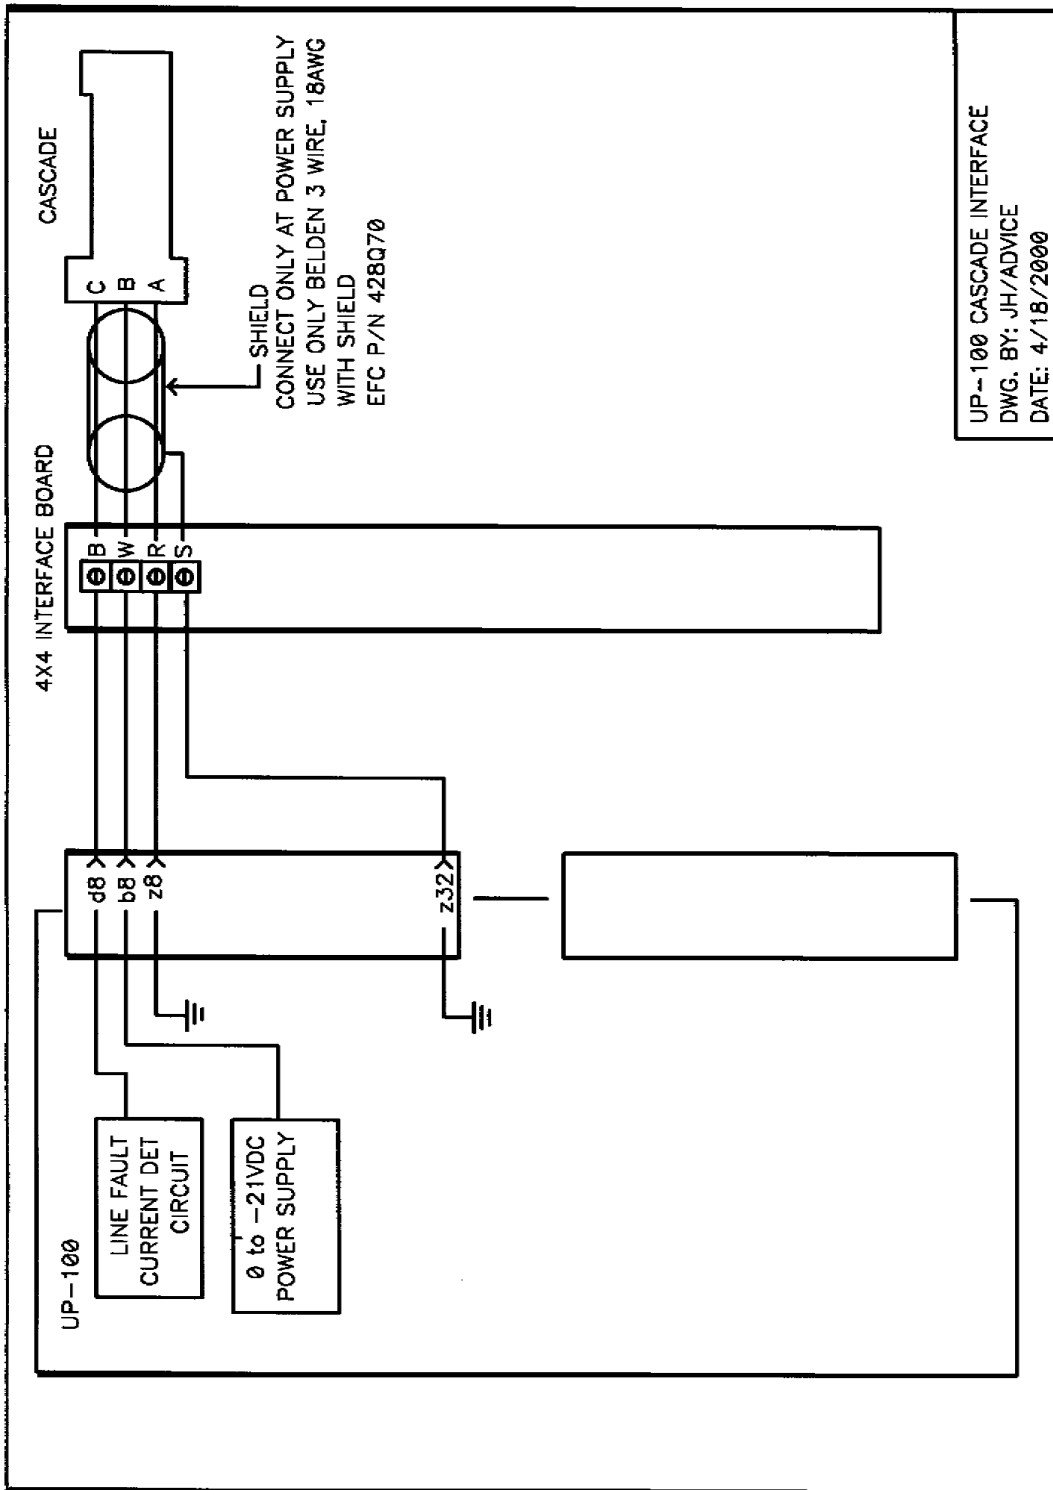 UP-100
LINE FAULT
CURRENT DET
CIRCUIT
0 to -21VDC
POWER SUPPLY
d8
b8
z8
z32
4X4 INTERFACE BOARD
B
W
R
S
CASCADE
C
B
A
SHIELD
CONNECT ONLY AT POWER SUPPLY
USE ONLY BELDEN 3 WIRE, 18AWG
WITH SHIELD
EFC P/N 428Q70
UP-100 CASCADE INTERFACE
DWG. BY: JH/ADVICE
DATE: 4/18/2000